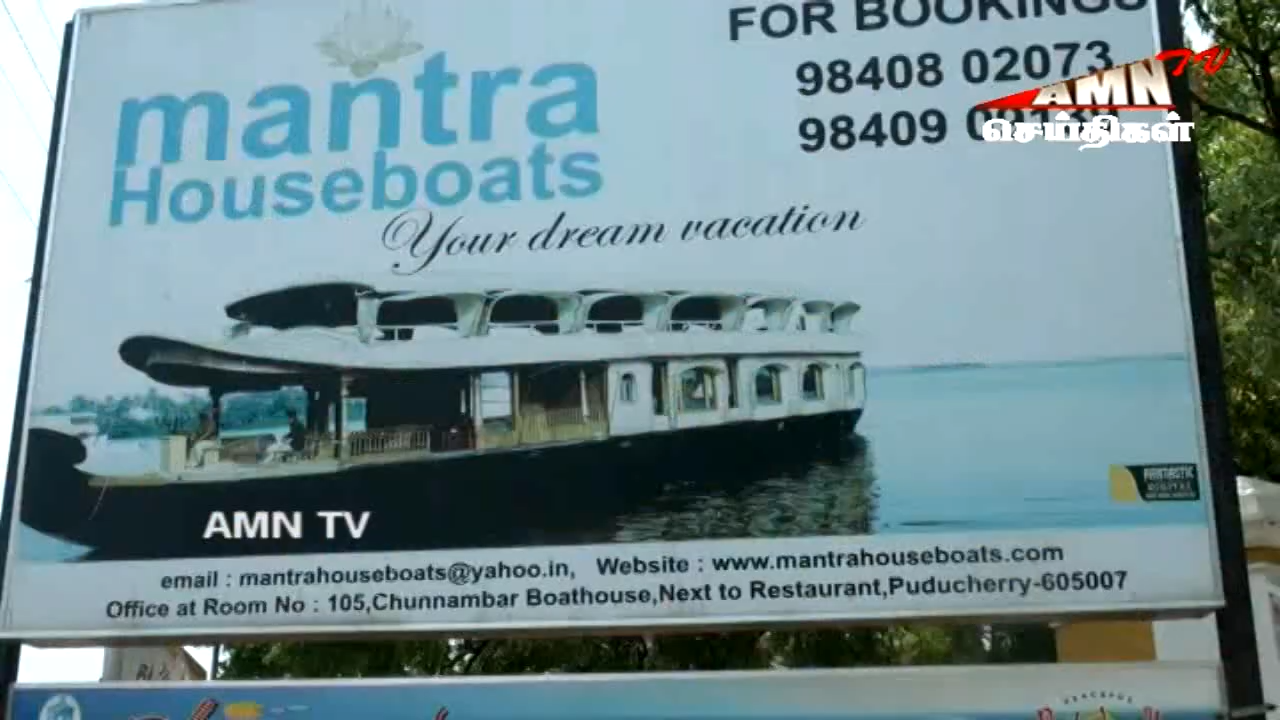 FOR BOOKINGS
98408 02073
98409
AMN TV
செய்திகள்
mantra
Houseboats
Your dream vacation
AMN TV
email : mantrahouseboats@yahoo.in, Website : www.mantrahouseboats.com
Office at Room No : 105,Chunnambar Boathouse,Next to Restaurant,Puducherry-605007